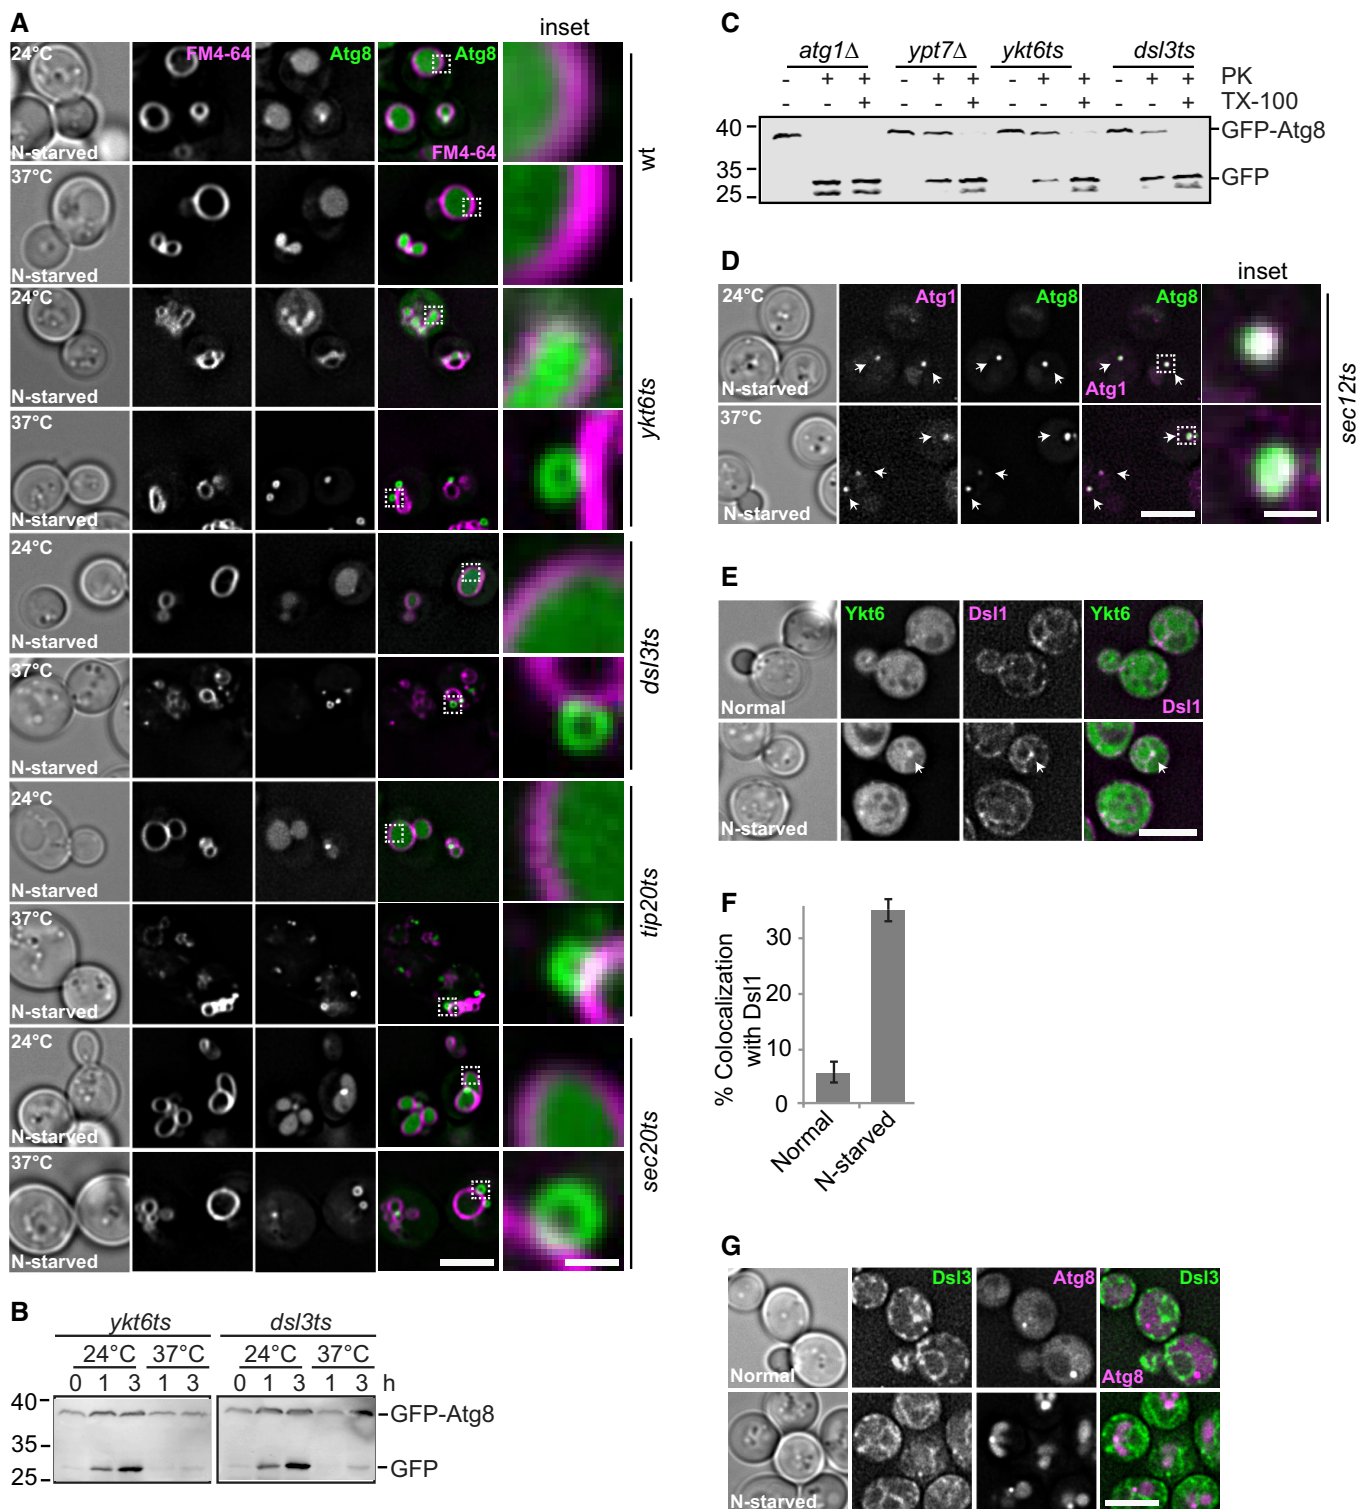 A
inset
24°C
FM4-64
Atg8
Atg8
FM4-64
N-starved
37°C
N-starved
wt
24°C
N-starved
37°C
N-starved
ykt6ts
24°C
N-starved
37°C
N-starved
dsl3ts
24°C
N-starved
37°C
N-starved
tip20ts
24°C
N-starved
37°C
N-starved
sec20ts
B
ykt6ts dsl3ts
24°C 37°C 24°C 37°C
0 1 3 1 3 0 1 3 1 3 h
40
35
25
GFP-Atg8
GFP
C
atg1Δ ypt7Δ ykt6ts dsl3ts
- + + - + + - + + - + + PK
- - + - - + - - + - - + TX-100
40
35
25
GFP-Atg8
GFP
D
inset
24°C
Atg1
Atg8
Atg8
Atg1
N-starved
37°C
N-starved
sec12ts
E
Ykt6
Dsl1
Ykt6
Dsl1
Normal
N-starved
F
% Colocalization
with Dsl1
30
20
10
0
Normal
N-starved
G
Dsl3
Atg8
Dsl3
Atg8
Normal
N-starved